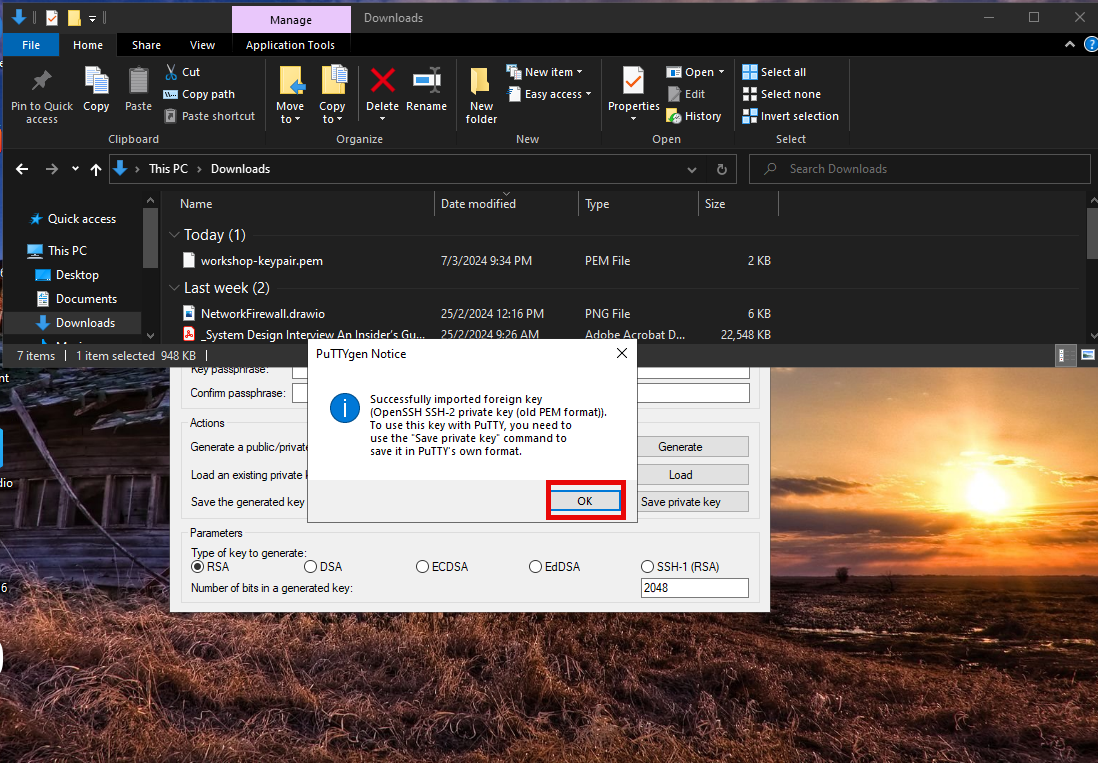 Manage
Downloads
File
Home
Share
View
Application Tools
Pin to Quick
access
Copy
Paste
Cut
Copy path
Paste shortcut
Clipboard
Move
to
Copy
to
Delete
Rename
Organize
New
folder
New item
Easy access
New
Properties
Open
Edit
History
Open
Select all
Select none
Invert selection
Select
This PC
Downloads
Search Downloads
Quick access
This PC
Desktop
Documents
Downloads
Name
Date modified
Type
Size
Today (1)
workshop-keypair.pem
7/3/2024 9:34 PM
PEM File
2 KB
Last week (2)
NetworkFirewall.drawio
25/2/2024 12:16 PM
PNG File
6 KB
_System Design Interview An Insider's Gu...
25/2/2024 9:26 AM
Adobe Acrobat D...
22,548 KB
7 items
1 item selected 948 KB
PuTTYgen Notice
Successfully imported foreign key
(OpenSSH SSH-2 private key (old PEM format)).
To use this key with PuTTY, you need to
use the "Save private key" command to
save it in PuTTY's own format.
OK
Key passphrase:
Confirm passphrase:
Actions
Generate a public/private
Generate
Load an existing private k
Load
Save the generated key
Save private key
Parameters
Type of key to generate:
RSA
DSA
ECDSA
EdDSA
SSH-1 (RSA)
Number of bits in a generated key:
2048
nt
dio
6